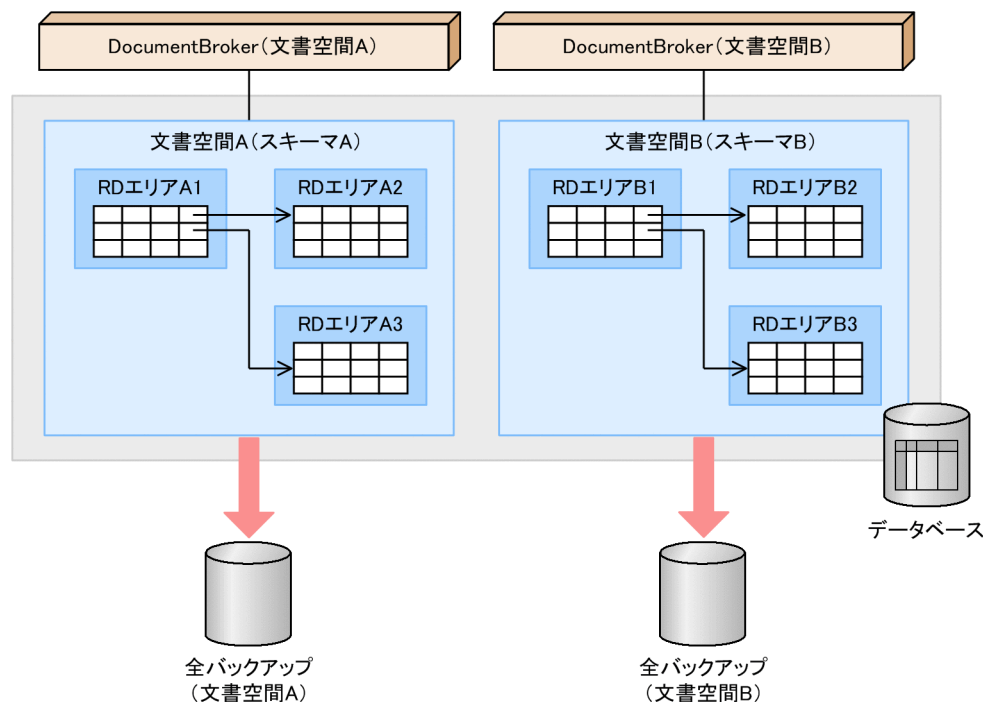 DocumentBroker（文書空間A）
DocumentBroker（文書空間B）
文書空間A（スキーマA）
RDエリアA1
RDエリアA2
RDエリアA3
文書空間B（スキーマB）
RDエリアB1
RDエリアB2
RDエリアB3
データベース
全バックアップ
（文書空間A）
全バックアップ
（文書空間B）